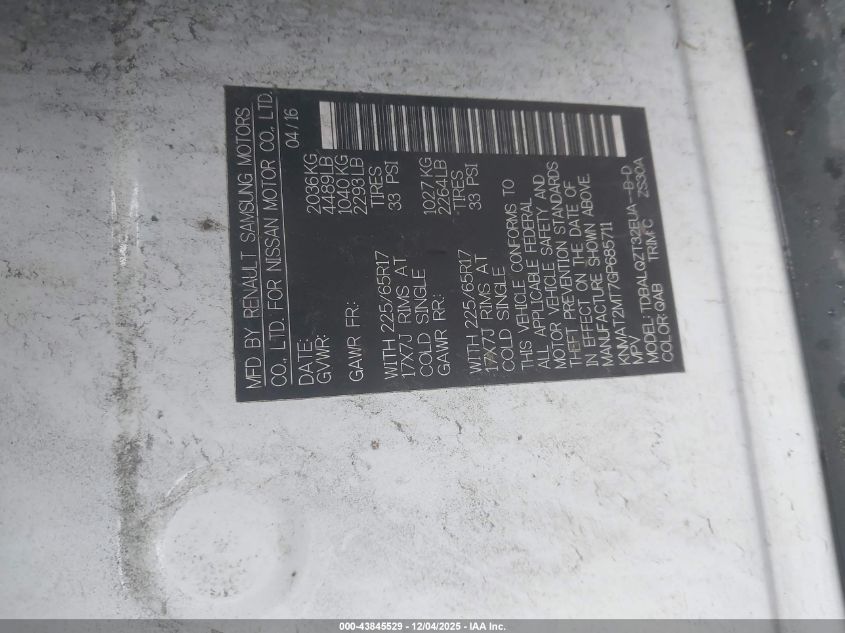 MFD BY RENAULT SAMSUNG MOTORS
CO., LTD. FOR NISSAN MOTOR CO., LTD.
DATE: 04/16
GVWR: 2036KG
4489LB
GAWR FR: 1040KG
2293LB
WITH 225/65R17 TIRES
17X7J RIMS AT 33 PSI
COLD SINGLE
GAWR RR: 1027KG
2264LB
WITH 225/65R17 TIRES
17X7J RIMS AT 33 PSI
COLD SINGLE
THIS VEHICLE CONFORMS TO
ALL APPLICABLE FEDERAL
MOTOR VEHICLE SAFETY AND
THEFT PREVENTION STANDARDS
IN EFFECT ON THE DATE OF
MANUFACTURE SHOWN ABOVE.
KNMAT2MT7GP685711
MPV
MODEL: TDBALQZT32EUA--B-D
COLOR: QAB TRIM: C ZS30A
000-43845529 - 12/04/2025 - IAA Inc.